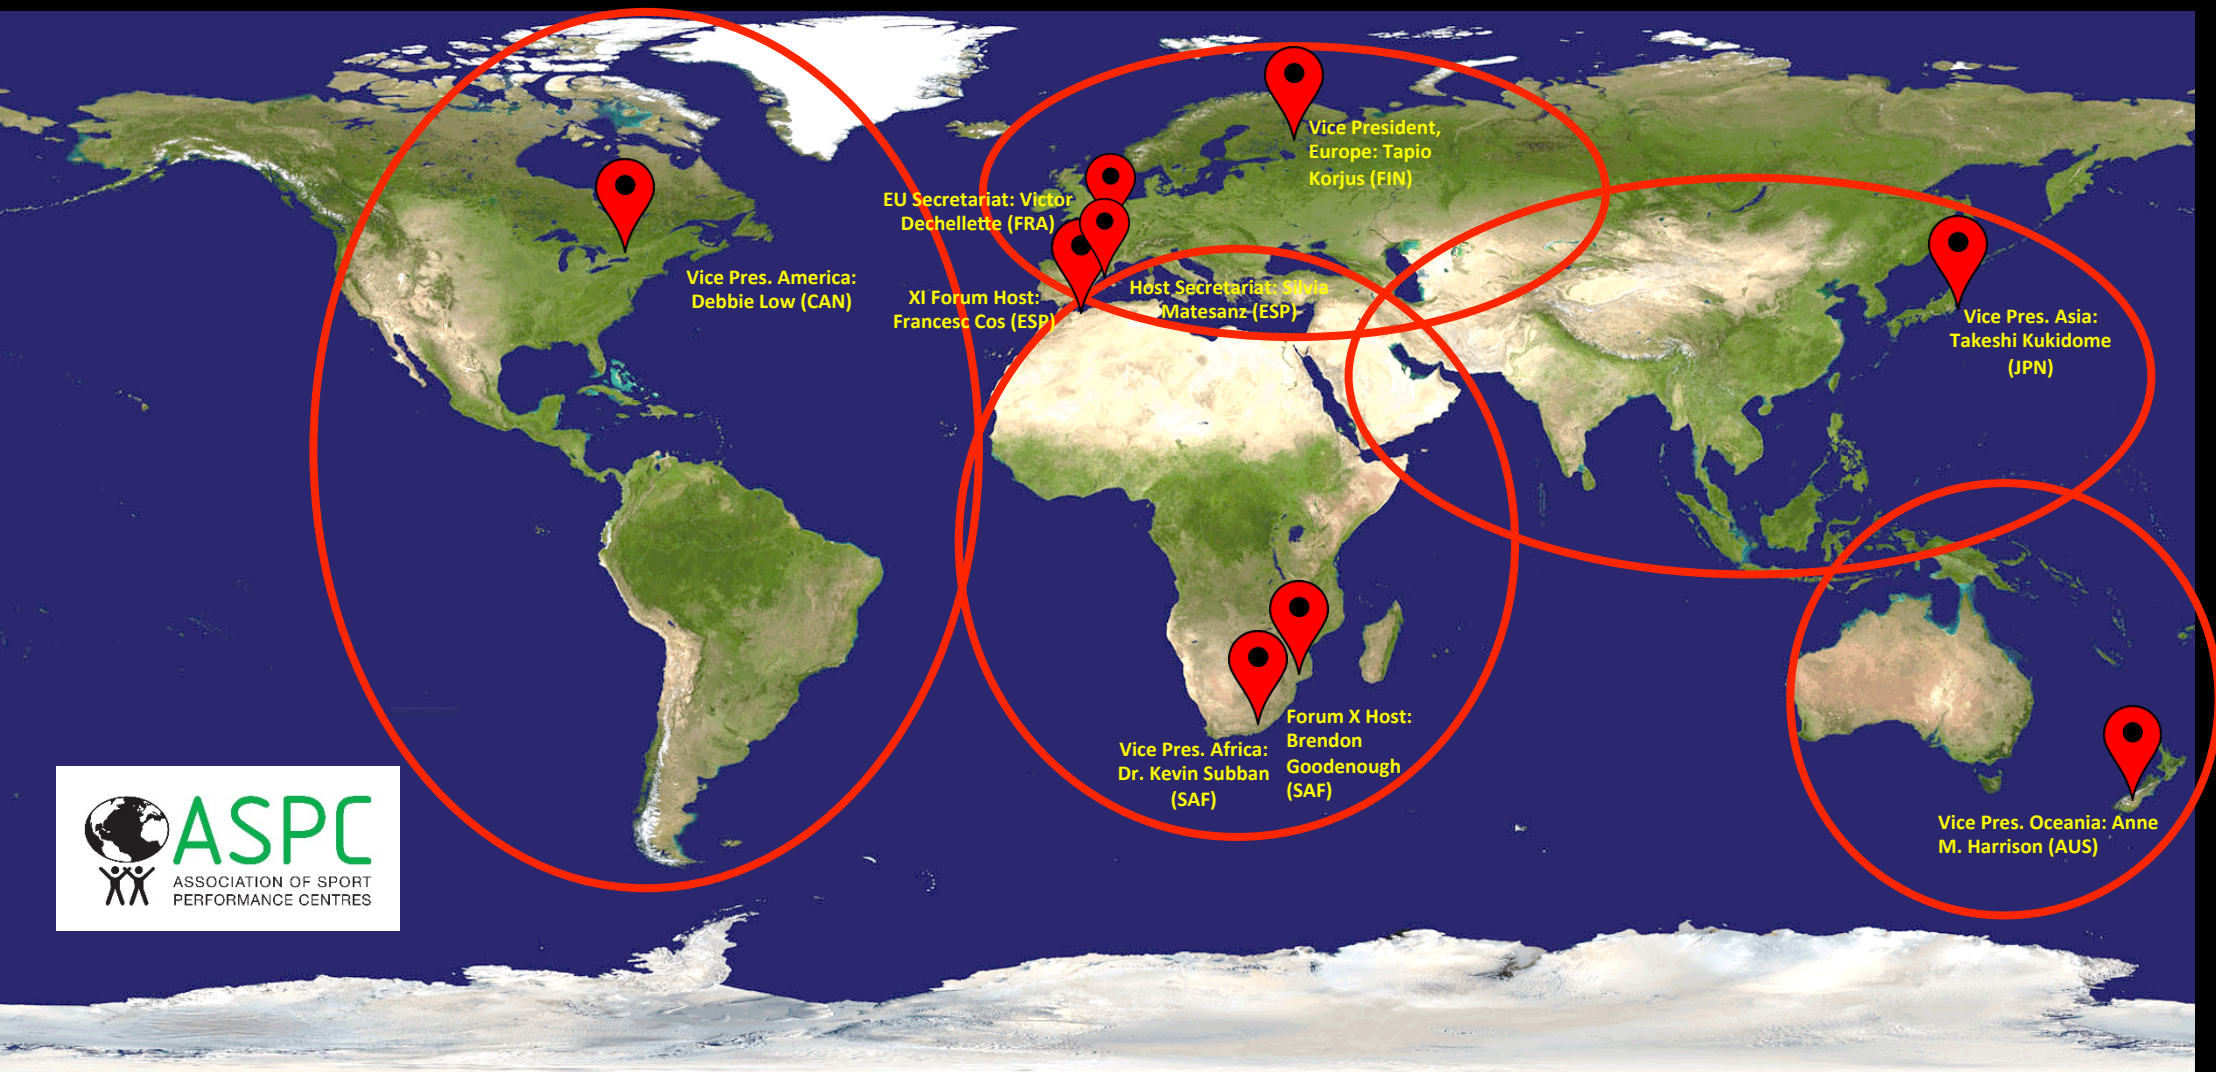 Vice President,
Europe: Tapio
Korjus (FIN)
EU Secretariat: Victor
Dechellette (FRA)
Vice Pres. America:
Debbie Low (CAN)
XI Forum Host:
Francesc Cos (ESP)
Host Secretariat: Silvia
Matesanz (ESP)
Vice Pres. Asia:
Takeshi Kukidome
(JPN)
Forum X Host:
Brendon
Goodenough
(SAF)
Vice Pres. Africa:
Dr. Kevin Subban
(SAF)
Vice Pres. Oceania: Anne
M. Harrison (AUS)
ASPC
ASSOCIATION OF SPORT
PERFORMANCE CENTRES